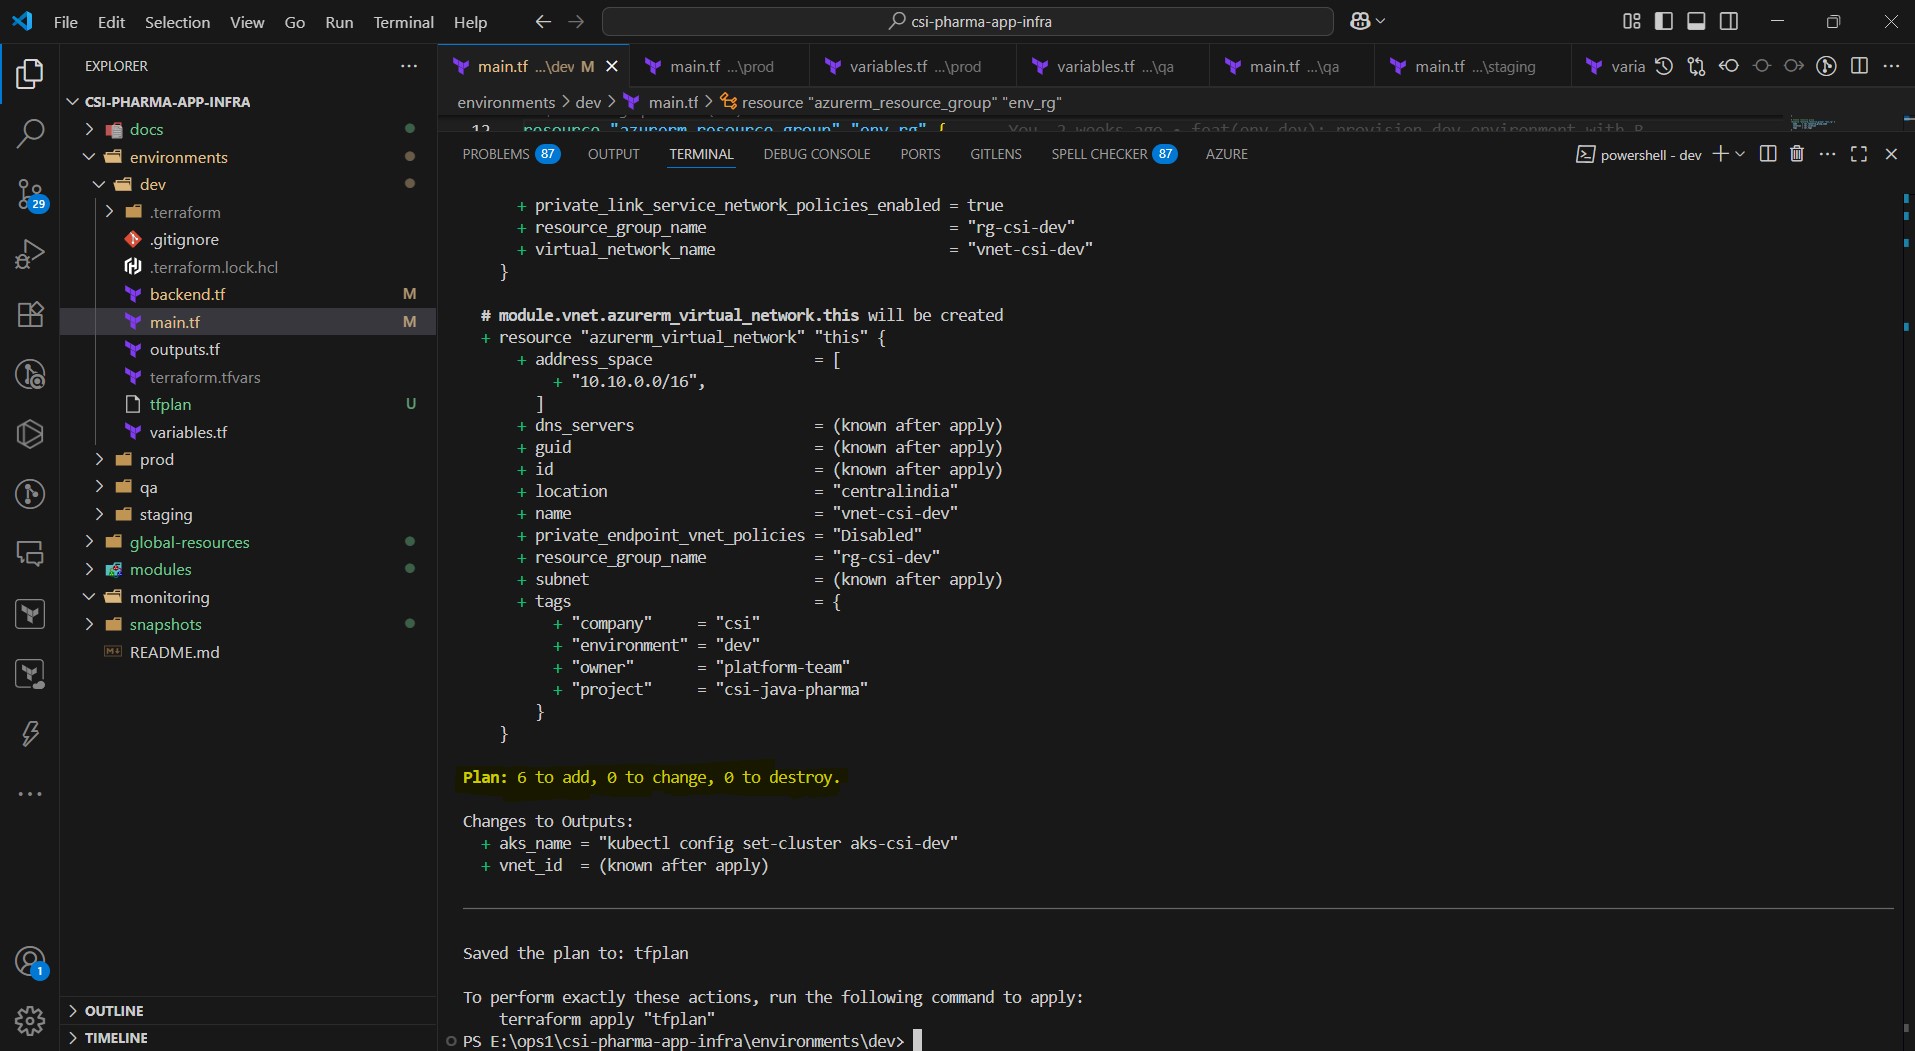 File Edit Selection View Go Run Terminal Help
csi-pharma-app-infra
EXPLORER
CSI-PHARMA-APP-INFRA
docs
environments
dev
.terraform
.gitignore
.terraform.lock.hcl
backend.tf M
main.tf M
outputs.tf
terraform.tfvars
tfplan U
variables.tf
prod
qa
staging
global-resources
modules
monitoring
snapshots
README.md
OUTLINE
TIMELINE
29
1
main.tf ...\dev M
main.tf ...\prod
variables.tf ...\prod
variables.tf ...\qa
main.tf ...\qa
main.tf ...\staging
varia
environments > dev > main.tf > resource "azurerm_resource_group" "env_rg"
12 resource "azurerm_resource_group" "env_rg" { You, 2 weeks ago • feat(env dev): provision dev environment with R
PROBLEMS 87 OUTPUT TERMINAL DEBUG CONSOLE PORTS GITLENS SPELL CHECKER 87 AZURE
powershell - dev
+ private_link_service_network_policies_enabled = true
+ resource_group_name = "rg-csi-dev"
+ virtual_network_name = "vnet-csi-dev"
}
# module.vnet.azurerm_virtual_network.this will be created
+ resource "azurerm_virtual_network" "this" {
+ address_space = [
+ "10.10.0.0/16",
]
+ dns_servers = (known after apply)
+ guid = (known after apply)
+ id = (known after apply)
+ location = "centralindia"
+ name = "vnet-csi-dev"
+ private_endpoint_vnet_policies = "Disabled"
+ resource_group_name = "rg-csi-dev"
+ subnet = (known after apply)
+ tags = {
+ "company" = "csi"
+ "environment" = "dev"
+ "owner" = "platform-team"
+ "project" = "csi-java-pharma"
}
}
Plan: 6 to add, 0 to change, 0 to destroy.
Changes to Outputs:
+ aks_name = "kubectl config set-cluster aks-csi-dev"
+ vnet_id = (known after apply)
Saved the plan to: tfplan
To perform exactly these actions, run the following command to apply:
terraform apply "tfplan"
PS E:\ops1\csi-pharma-app-infra\environments\dev>